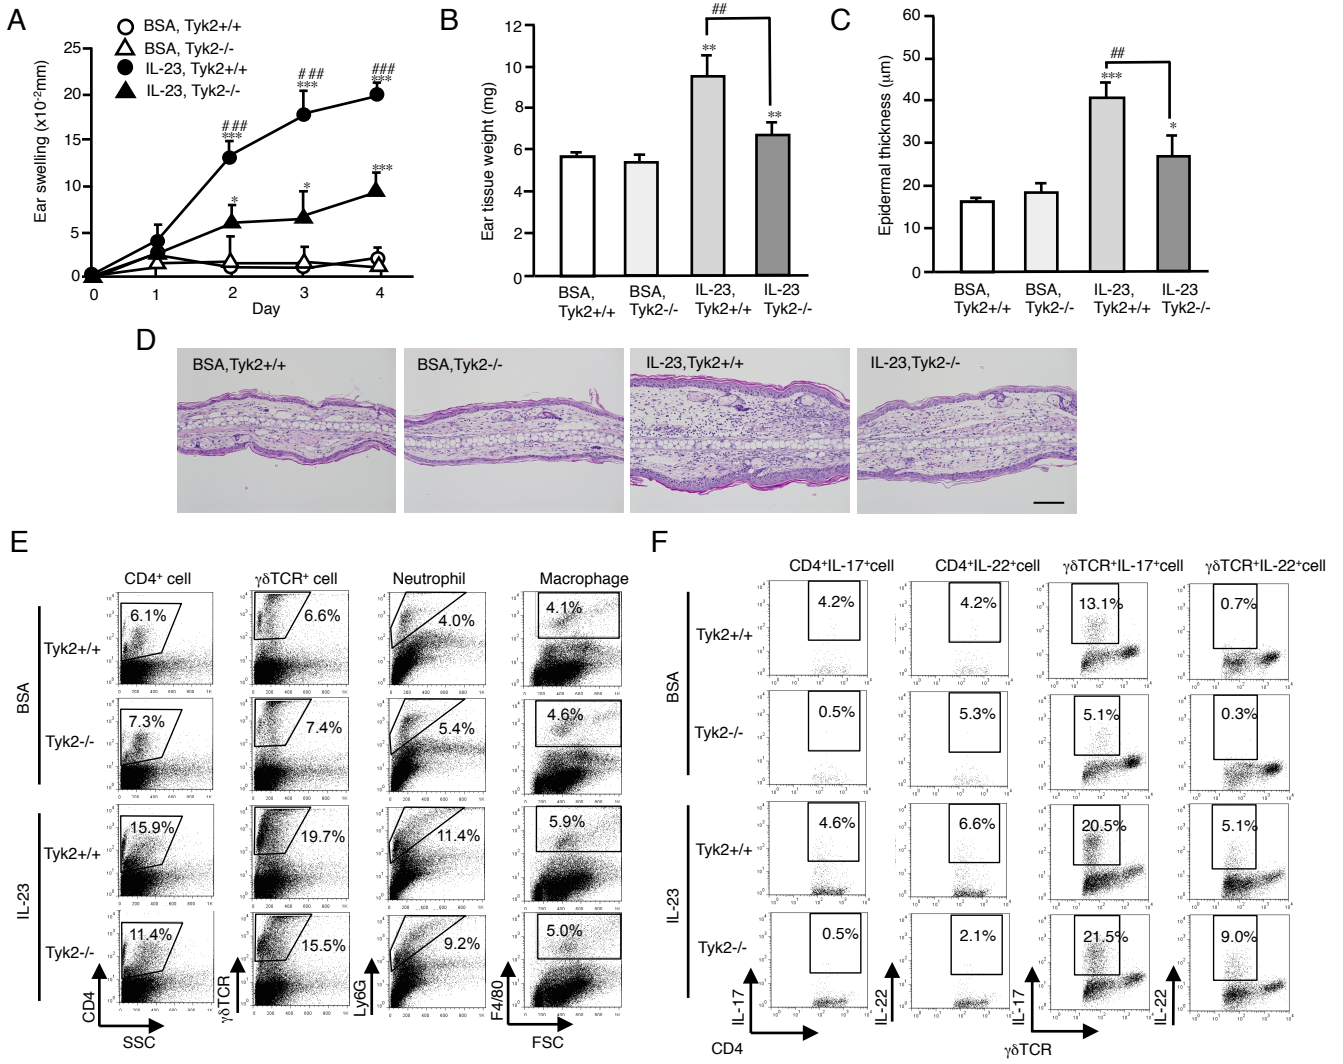 A
BSA, Tyk2+/+
BSA, Tyk2-/-
IL-23, Tyk2+/+
IL-23, Tyk2-/-
Ear swelling (x10-2mm)
25
20
15
10
5
0
###
***
###
***
###
***
*
*
***
0 1 2 3 4
Day
B
Ear tissue weight (mg)
12
10
8
6
4
2
0
##
**
**
BSA, Tyk2+/+
BSA, Tyk2-/-
IL-23, Tyk2+/+
IL-23 Tyk2-/-
C
Epidermal thickness (μm)
60
50
40
30
20
10
0
##
***
*
BSA, Tyk2+/+
BSA, Tyk2-/-
IL-23, Tyk2+/+
IL-23 Tyk2-/-
D
BSA,Tyk2+/+
BSA,Tyk2-/-
IL-23,Tyk2+/+
IL-23,Tyk2-/-
E
CD4+ cell
γδTCR+ cell
Neutrophil
Macrophage
BSA
Tyk2+/+
6.1%
6.6%
4.0%
4.1%
Tyk2-/-
7.3%
7.4%
5.4%
4.6%
IL-23
Tyk2+/+
15.9%
19.7%
11.4%
5.9%
Tyk2-/-
11.4%
15.5%
9.2%
5.0%
CD4
γδTCR
Ly6G
F4/80
SSC
FSC
F
CD4+IL-17+cell
CD4+IL-22+cell
γδTCR+IL-17+cell
γδTCR+IL-22+cell
BSA
Tyk2+/+
4.2%
4.2%
13.1%
0.7%
Tyk2-/-
0.5%
5.3%
5.1%
0.3%
IL-23
Tyk2+/+
4.6%
6.6%
20.5%
5.1%
Tyk2-/-
0.5%
2.1%
21.5%
9.0%
IL-17
IL-22
IL-17
IL-22
CD4
γδTCR